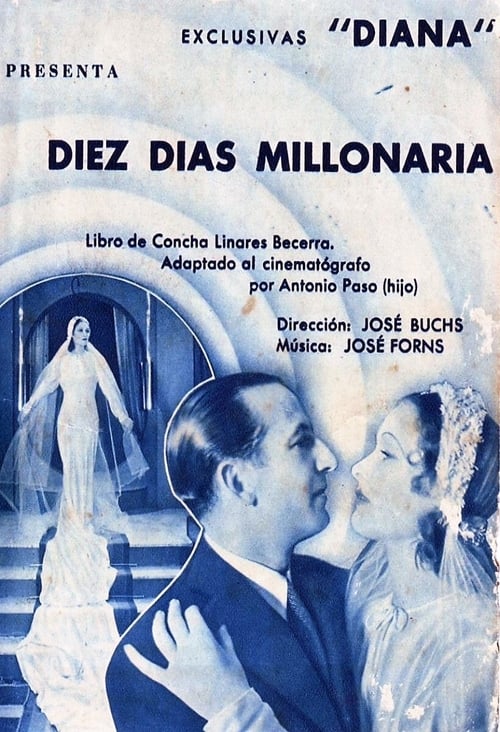 EXCLUSIVAS "DIANA"
PRESENTA
DIEZ DIAS MILLONARIA
Libro de Concha Linares Becerra.
Adaptado al cinematógrafo
por Antonio Paso (hijo)
Dirección: JOSÉ BUCHS
Música: JOSÉ FORNS